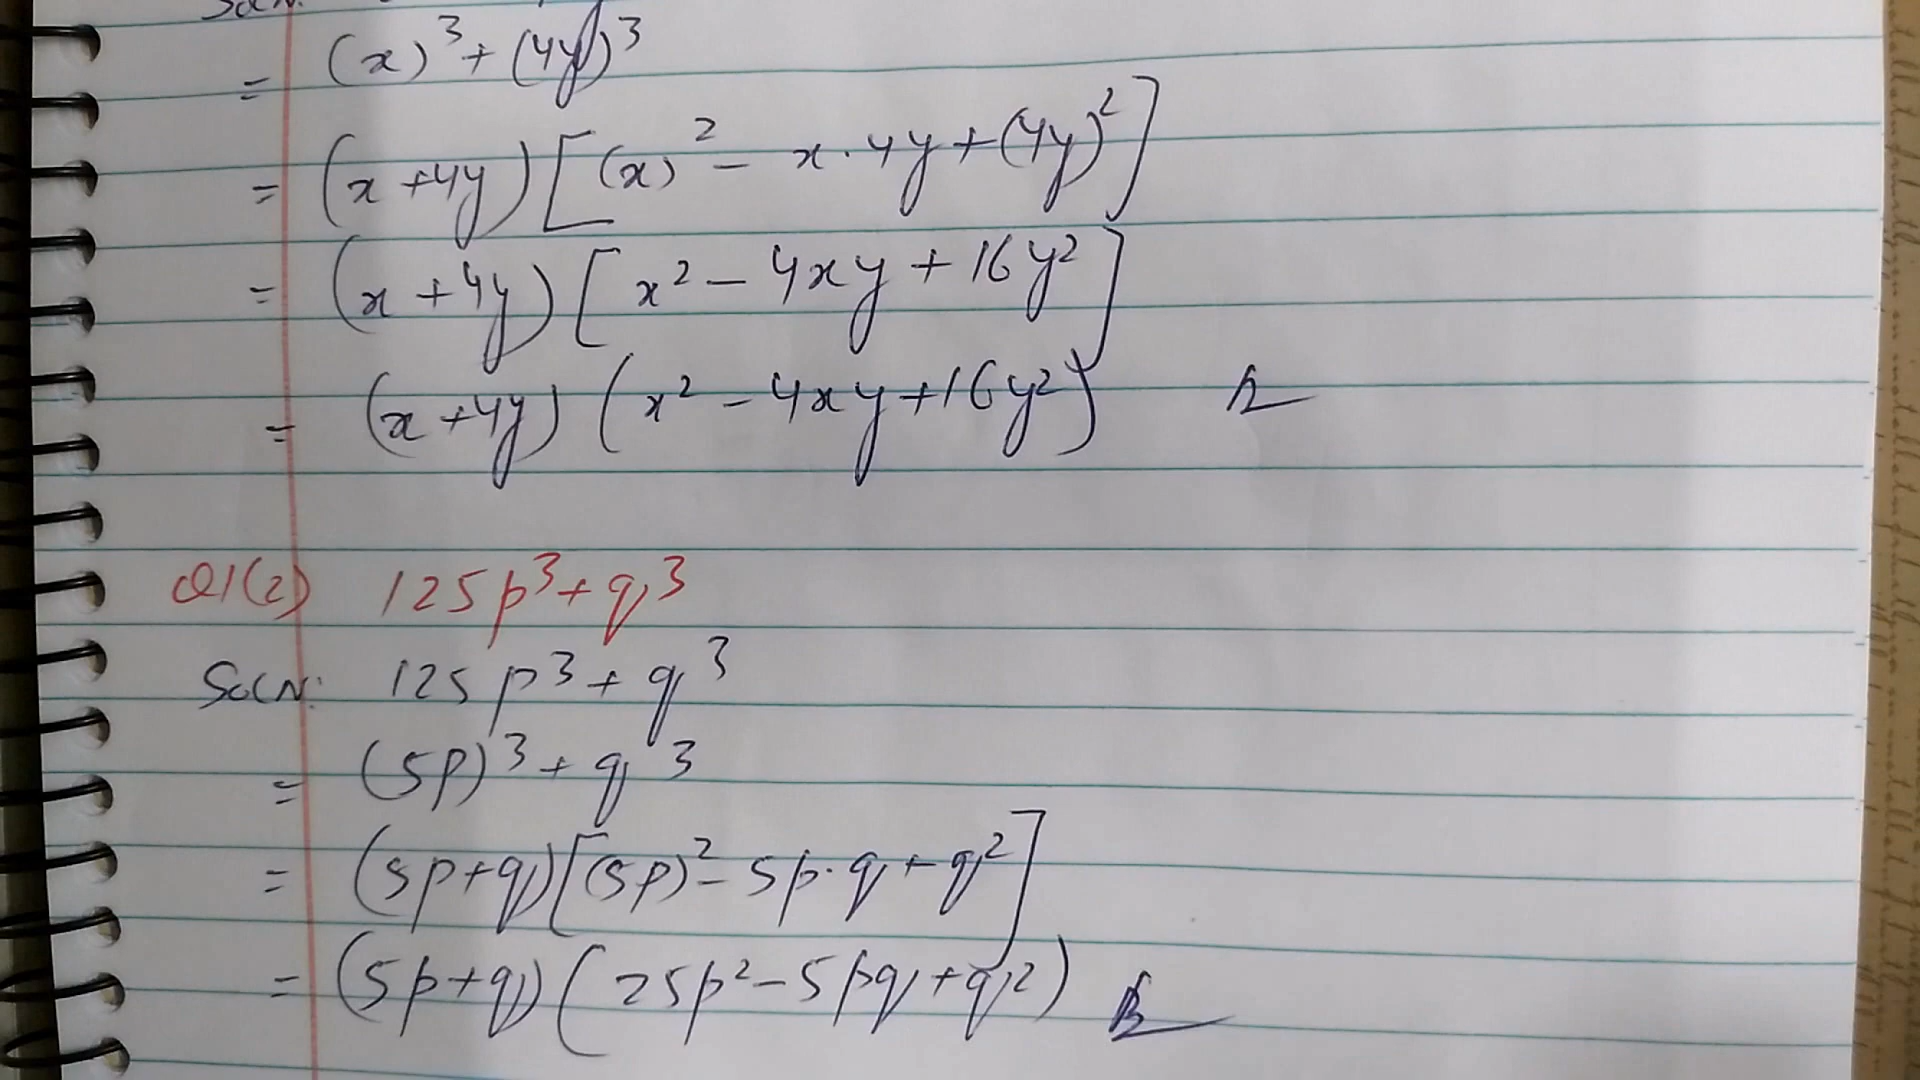 = (x)³ + (4y)³
= (x + 4y) [(x)² - x . 4y + (4y)²]
= (x + 4y) [x² - 4xy + 16y²]
= (x + 4y) (x² - 4xy + 16y²)
Q1(2) 125p³ + q³
Soln: 125p³ + q³
= (5p)³ + q³
= (5p + q) [(5p)² - 5p . q + q²]
= (5p + q) (25p² - 5pq + q²)